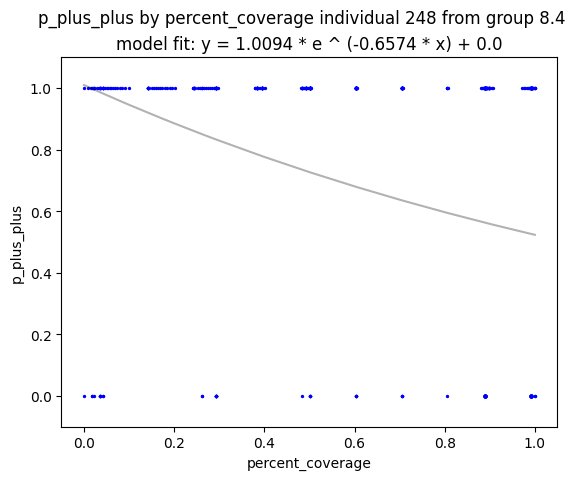 p_plus_plus by percent_coverage individual 248 from group 8.4
model fit: y = 1.0094 * e ^ (-0.6574 * x) + 0.0
1.0
0.8
0.6
0.4
0.2
0.0
p_plus_plus
0.0 0.2 0.4 0.6 0.8 1.0
percent_coverage